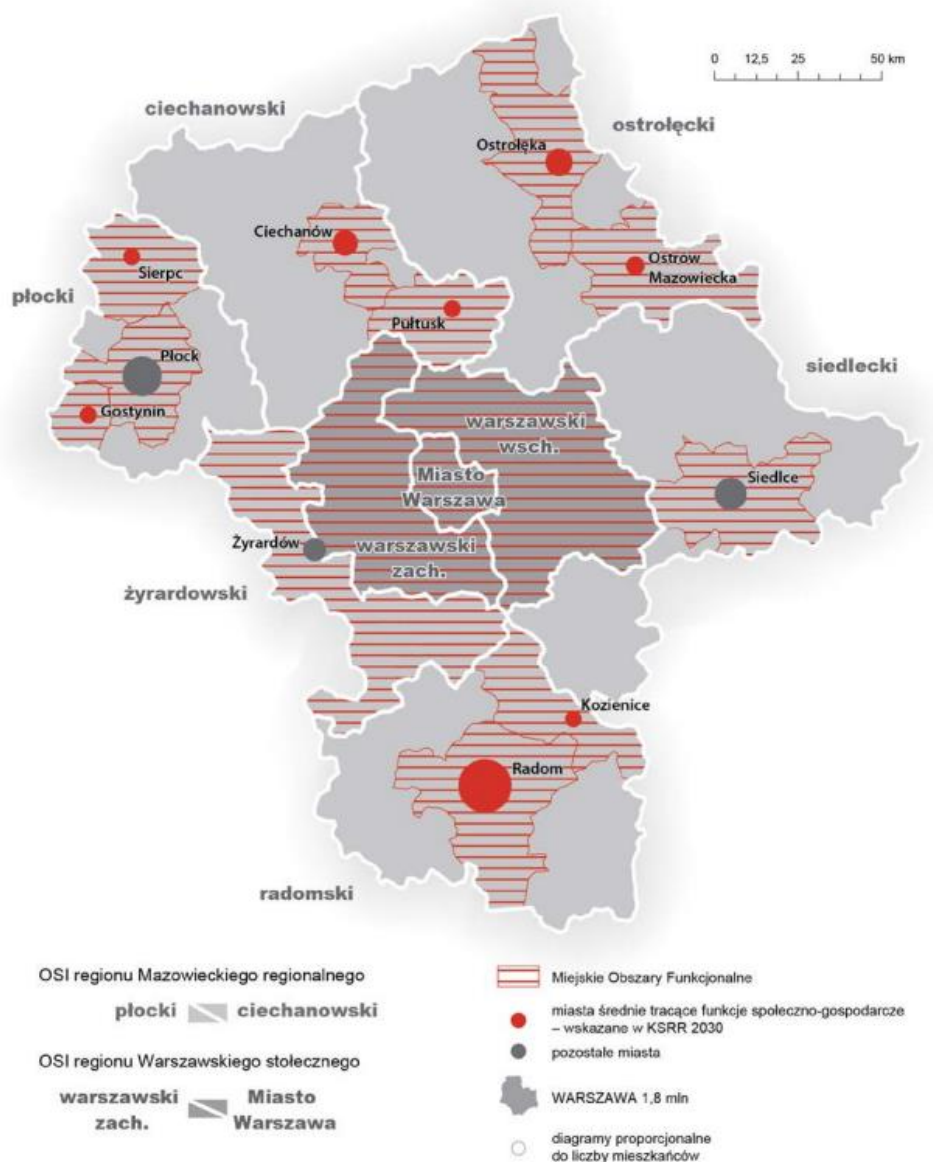 0 12,5 25 50 km
ciechanowski
ostrołęcki
Ostrołęka
Ciechanów
Ostrów
Mazowiecka
Sierpc
płocki
Pułtusk
Płock
siedlecki
Gostynin
warszawski
wsch.
Miasto
Warszawa
Siedlce
Żyrardów
warszawski
zach.
żyrardowski
Kozienice
Radom
radomski
OSI regionu Mazowieckiego regionalnego
płocki ciechanowski
OSI regionu Warszawskiego stołecznego
warszawski
zach.
Miasto
Warszawa
Miejskie Obszary Funkcjonalne
miasta średnie tracące funkcje społeczno-gospodarcze
– wskazane w KSRR 2030
pozostałe miasta
WARSZAWA 1,8 mln
diagramy proporcjonalne
do liczby mieszkańców